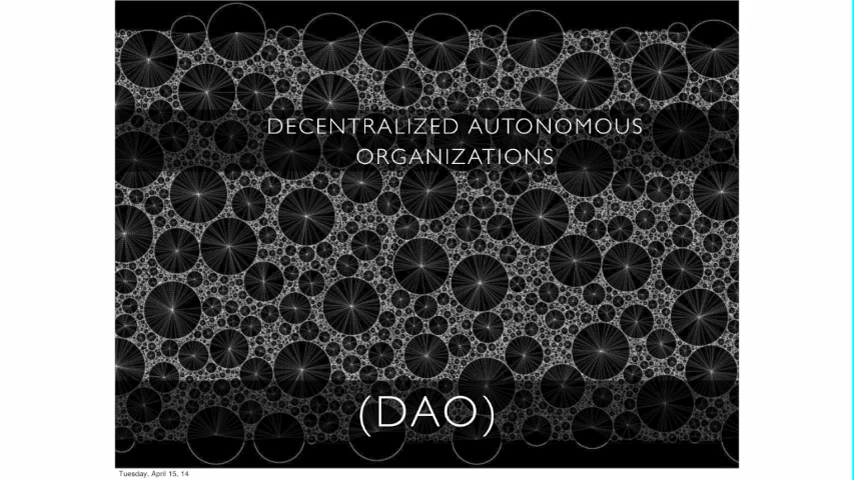 DECENTRALIZED AUTONOMOUS
ORGANIZATIONS
(DAO)
Tuesday, April 15, 14